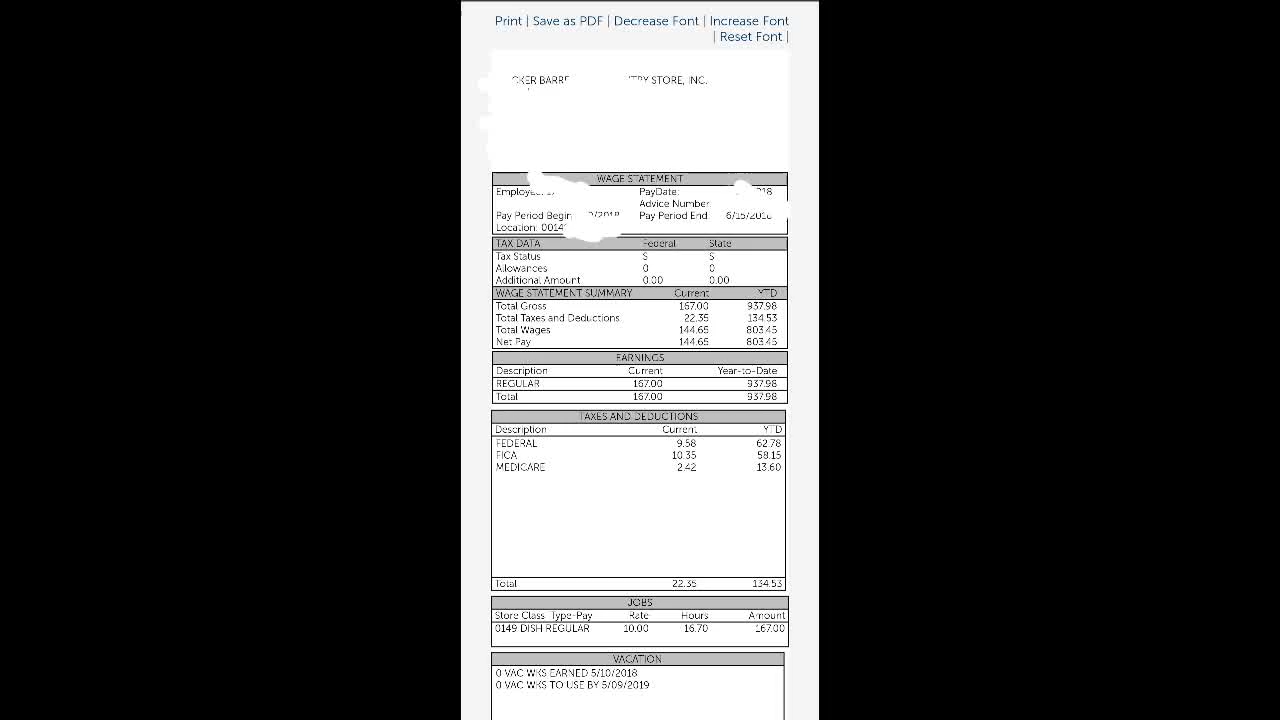 Print | Save as PDF | Decrease Font | Increase Font
| Reset Font |
STORE, INC.
WAGE STATEMENT
PayDate:
Advice Number
Pay Period Begin Pay Period End:
Location:
TAX DATA Federal State
Tax Status S S
Allowances 0 0
Additional Amount 0.00 0.00
WAGE STATEMENT SUMMARY Current YTD
Total Gross 167.00 937.98
Total Taxes and Deductions 22.35 134.53
Total Wages 144.65 803.45
Net Pay 144.65 803.45
EARNINGS
Description Current Year-to-Date
REGULAR 167.00 937.98
Total 167.00 937.98
TAXES AND DEDUCTIONS
Description Current YTD
FEDERAL 9.58 62.78
FICA 10.35 58.15
MEDICARE 2.42 13.60
Total 22.35 134.53
JOBS
Store Class Type-Pay Rate Hours Amount
0149 DISH REGULAR 10.00 16.70 167.00
VACATION
0 VAC WKS EARNED 5/10/2018
0 VAC WKS TO USE BY 5/09/2019